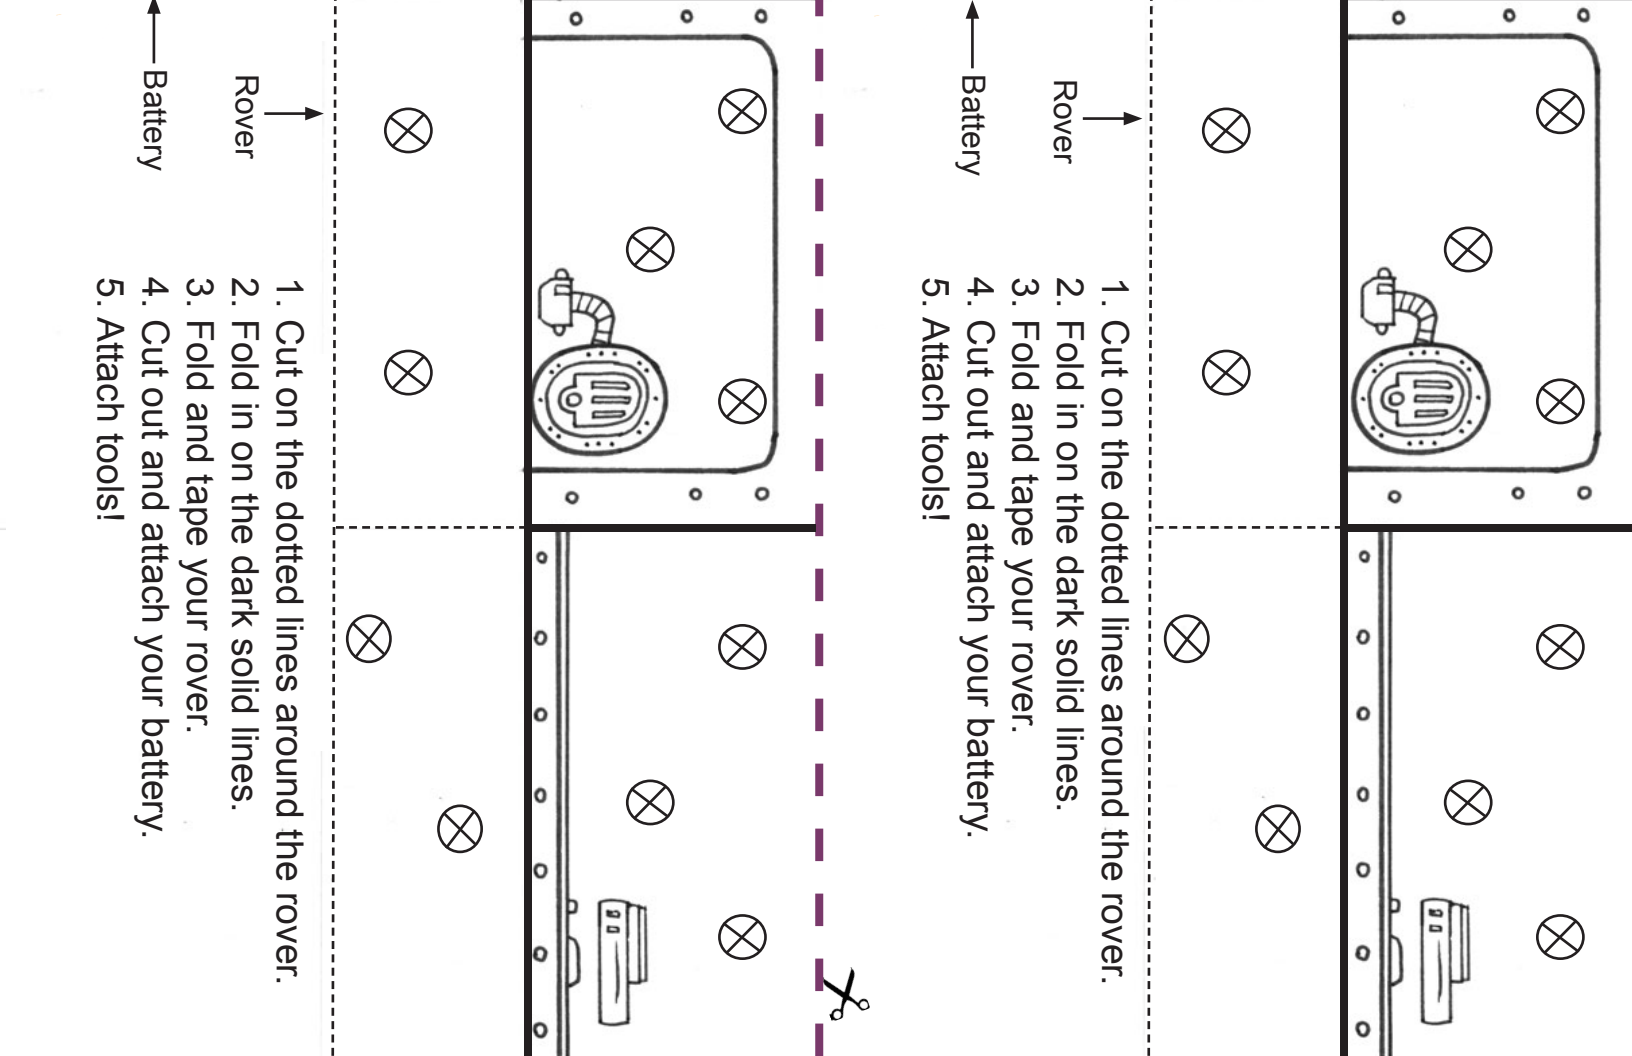 Rover
Battery
1. Cut on the dotted lines around the rover.
2. Fold in on the dark solid lines.
3. Fold and tape your rover.
4. Cut out and attach your battery.
5. Attach tools!
Rover
Battery
1. Cut on the dotted lines around the rover.
2. Fold in on the dark solid lines.
3. Fold and tape your rover.
4. Cut out and attach your battery.
5. Attach tools!